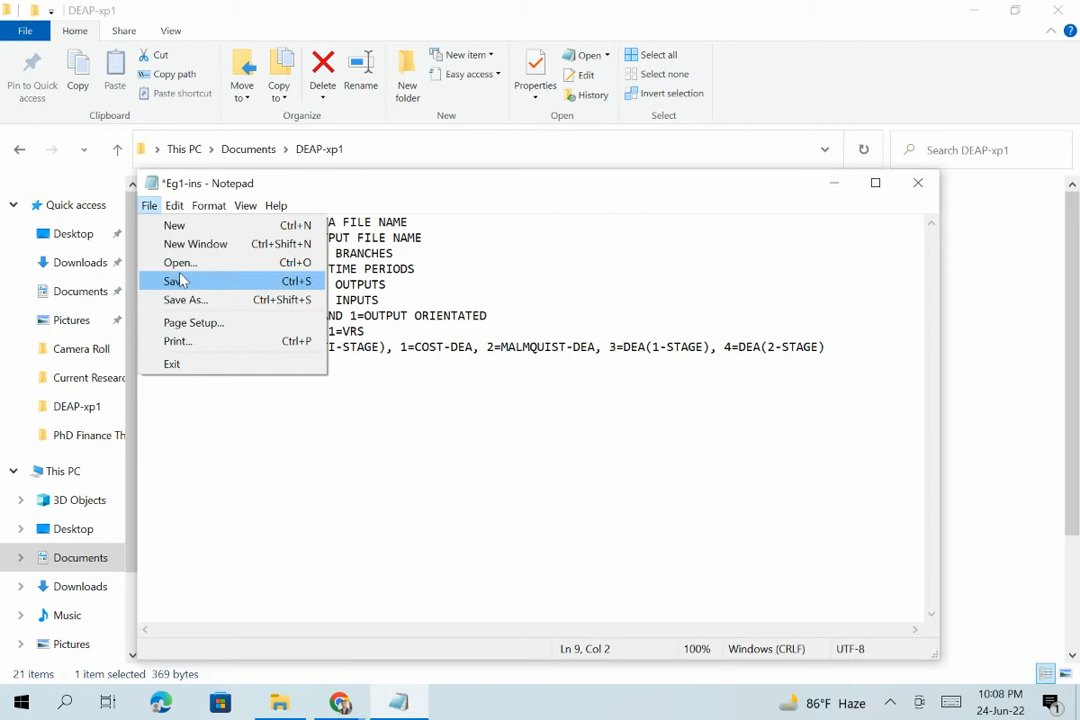 DEAP-xp1
File Home Share View
Pin to Quick access
Copy
Paste
Cut
Copy path
Paste shortcut
Move to
Copy to
Delete
Rename
New folder
New item
Easy access
Properties
Open
Edit
History
Select all
Select none
Invert selection
Clipboard Organize New Open Select
This PC Documents DEAP-xp1
Search DEAP-xp1
Quick access
Desktop
Downloads
Documents
Pictures
Camera Roll
Current Researc
DEAP-xp1
PhD Finance Th
This PC
3D Objects
Desktop
Documents
Downloads
Music
Pictures
*Eg1-ins - Notepad
File Edit Format View Help
New Ctrl+N
New Window Ctrl+Shift+N
Open... Ctrl+O
Save Ctrl+S
Save As... Ctrl+Shift+S
Page Setup...
Print... Ctrl+P
Exit
A FILE NAME
PUT FILE NAME
BRANCHES
TIME PERIODS
OUTPUTS
INPUTS
AND 1=OUTPUT ORIENTATED
1=VRS
I-STAGE), 1=COST-DEA, 2=MALMQUIST-DEA, 3=DEA(1-STAGE), 4=DEA(2-STAGE)
Ln 9, Col 2 100% Windows (CRLF) UTF-8
21 items 1 item selected 369 bytes
86°F Haze
10:08 PM
24-Jun-22
1